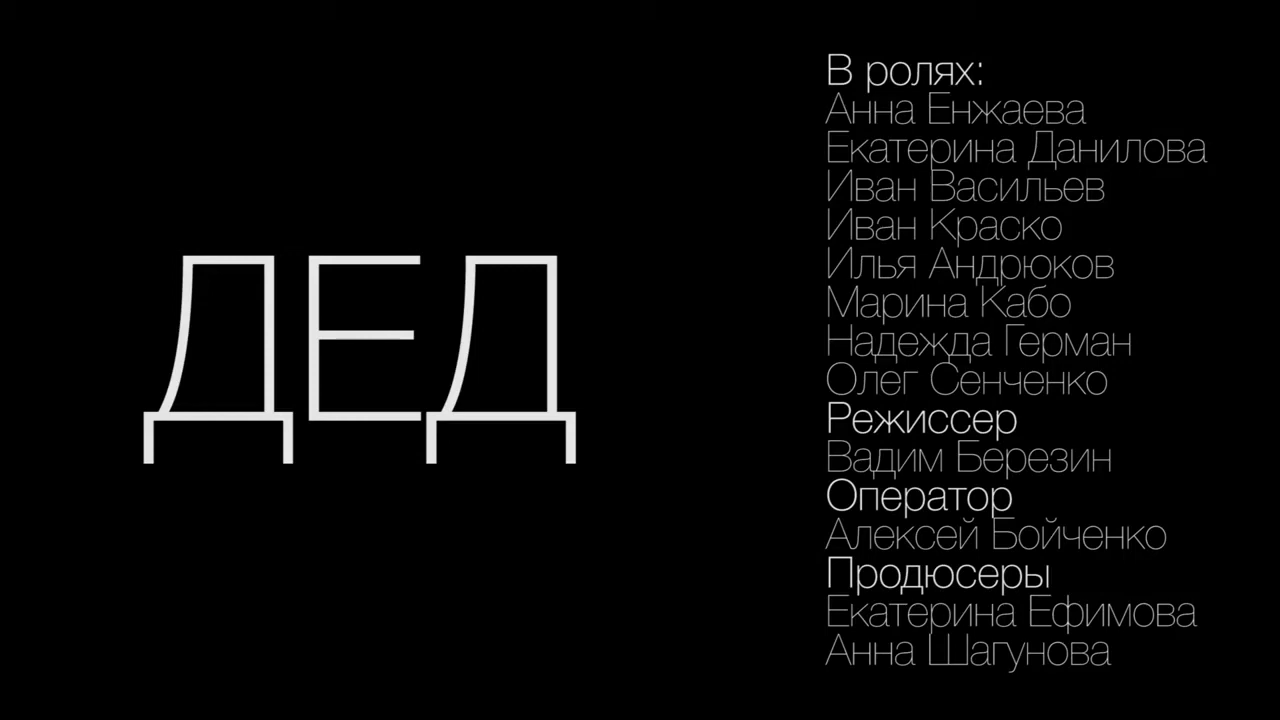 ДЕД
В ролях:
Анна Енжаева
Екатерина Данилова
Иван Васильев
Иван Краско
Илья Андрюков
Марина Кабо
Надежда Герман
Олег Сенченко
Режиссер
Вадим Березин
Оператор
Алексей Бойченко
Продюсеры
Екатерина Ефимова
Анна Шагунова